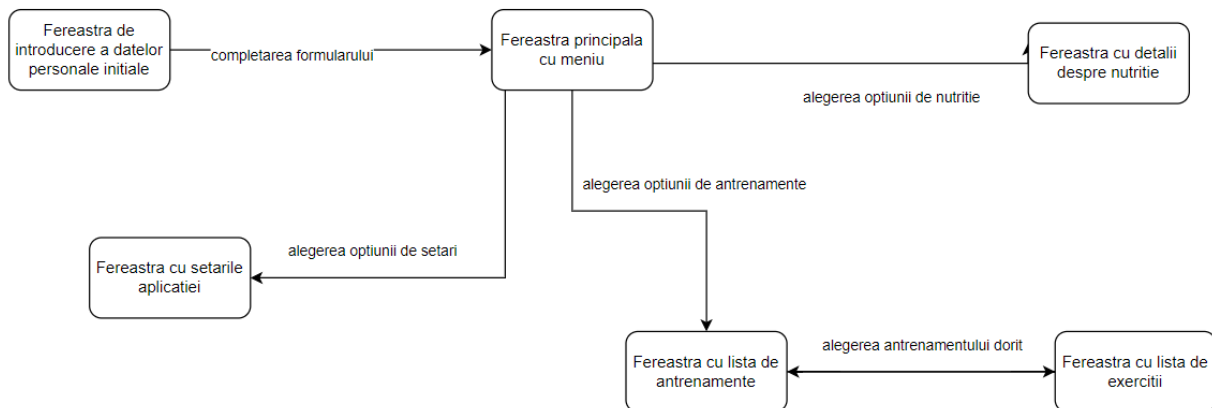 Fereastra de
introducere a datelor
personale initiale
completarea formularului
Fereastra principala
cu meniu
alegerea optiunii de nutritie
Fereastra cu detalii
despre nutritie
alegerea optiunii de antrenamente
alegerea optiunii de setari
Fereastra cu setarile
aplicatiei
Fereastra cu lista de
antrenamente
alegerea antrenamentului dorit
Fereastra cu lista de
exercitii